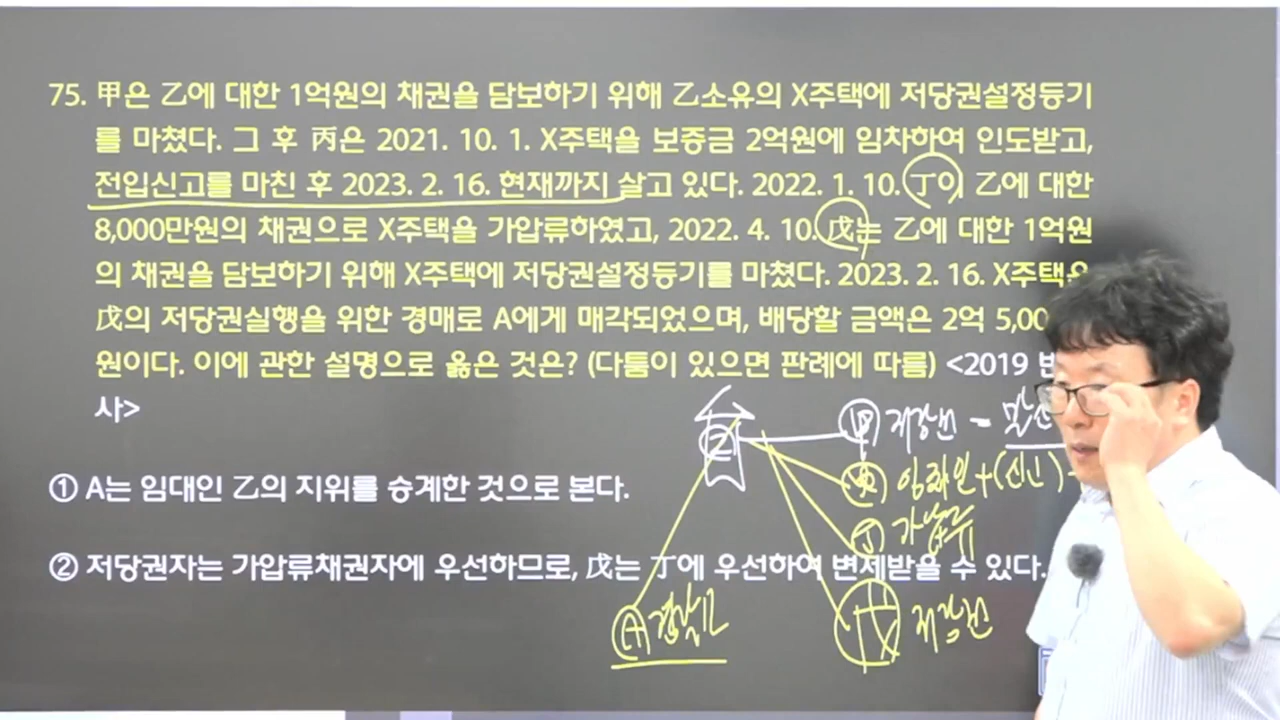 75. 甲은 乙에 대한 1억원의 채권을 담보하기 위해 乙소유의 X주택에 저당권설정등기
를 마쳤다. 그 후 丙은 2021. 10. 1. X주택을 보증금 2억원에 임차하여 인도받고,
전입신고를 마친 후 2023. 2. 16. 현재까지 살고 있다. 2022. 1. 10. 丁이 乙에 대한
8,000만원의 채권으로 X주택을 가압류하였고, 2022. 4. 10. 戊는 乙에 대한 1억원
의 채권을 담보하기 위해 X주택에 저당권설정등기를 마쳤다. 2023. 2. 16. X주택은
戊의 저당권실행을 위한 경매로 A에게 매각되었으며, 배당할 금액은 2억 5,00
원이다. 이에 관한 설명으로 옳은 것은? (다툼이 있으면 판례에 따름) <2019 변
사>
甲 저당권 -
임차인+(신고)
① A는 임대인 乙의 지위를 승계한 것으로 본다.
丁 가압류
② 저당권자는 가압류채권자에 우선하므로, 戊는 丁에 우선하여 변제받을 수 있다.
A 경락인
戊 저당권